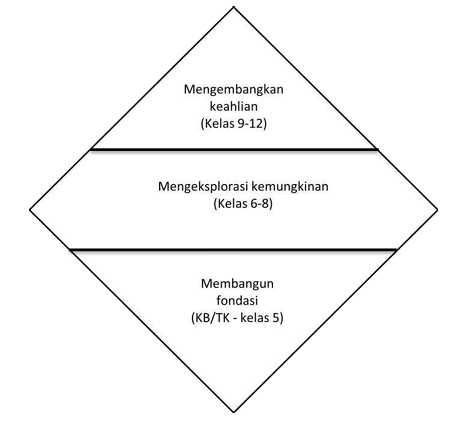 Mengembangkan
keahlian
(Kelas 9-12)
Mengeksplorasi kemungkinan
(Kelas 6-8)
Membangun
fondasi
(KB/TK - kelas 5)